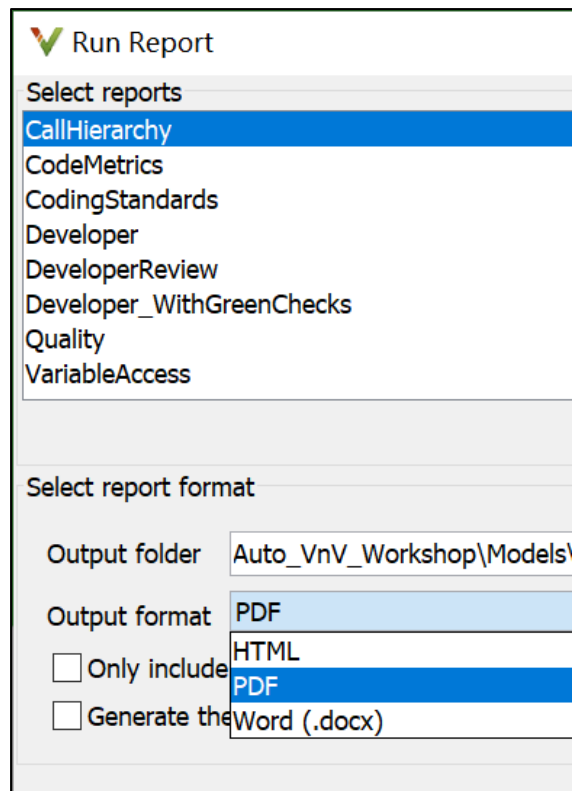 Run Report
Select reports
CallHierarchy
CodeMetrics
CodingStandards
Developer
DeveloperReview
Developer_WithGreenChecks
Quality
VariableAccess
Select report format
Output folder Auto_VnV_Workshop\Models\
Output format PDF
HTML
Only include
PDF
Generate the
Word (.docx)